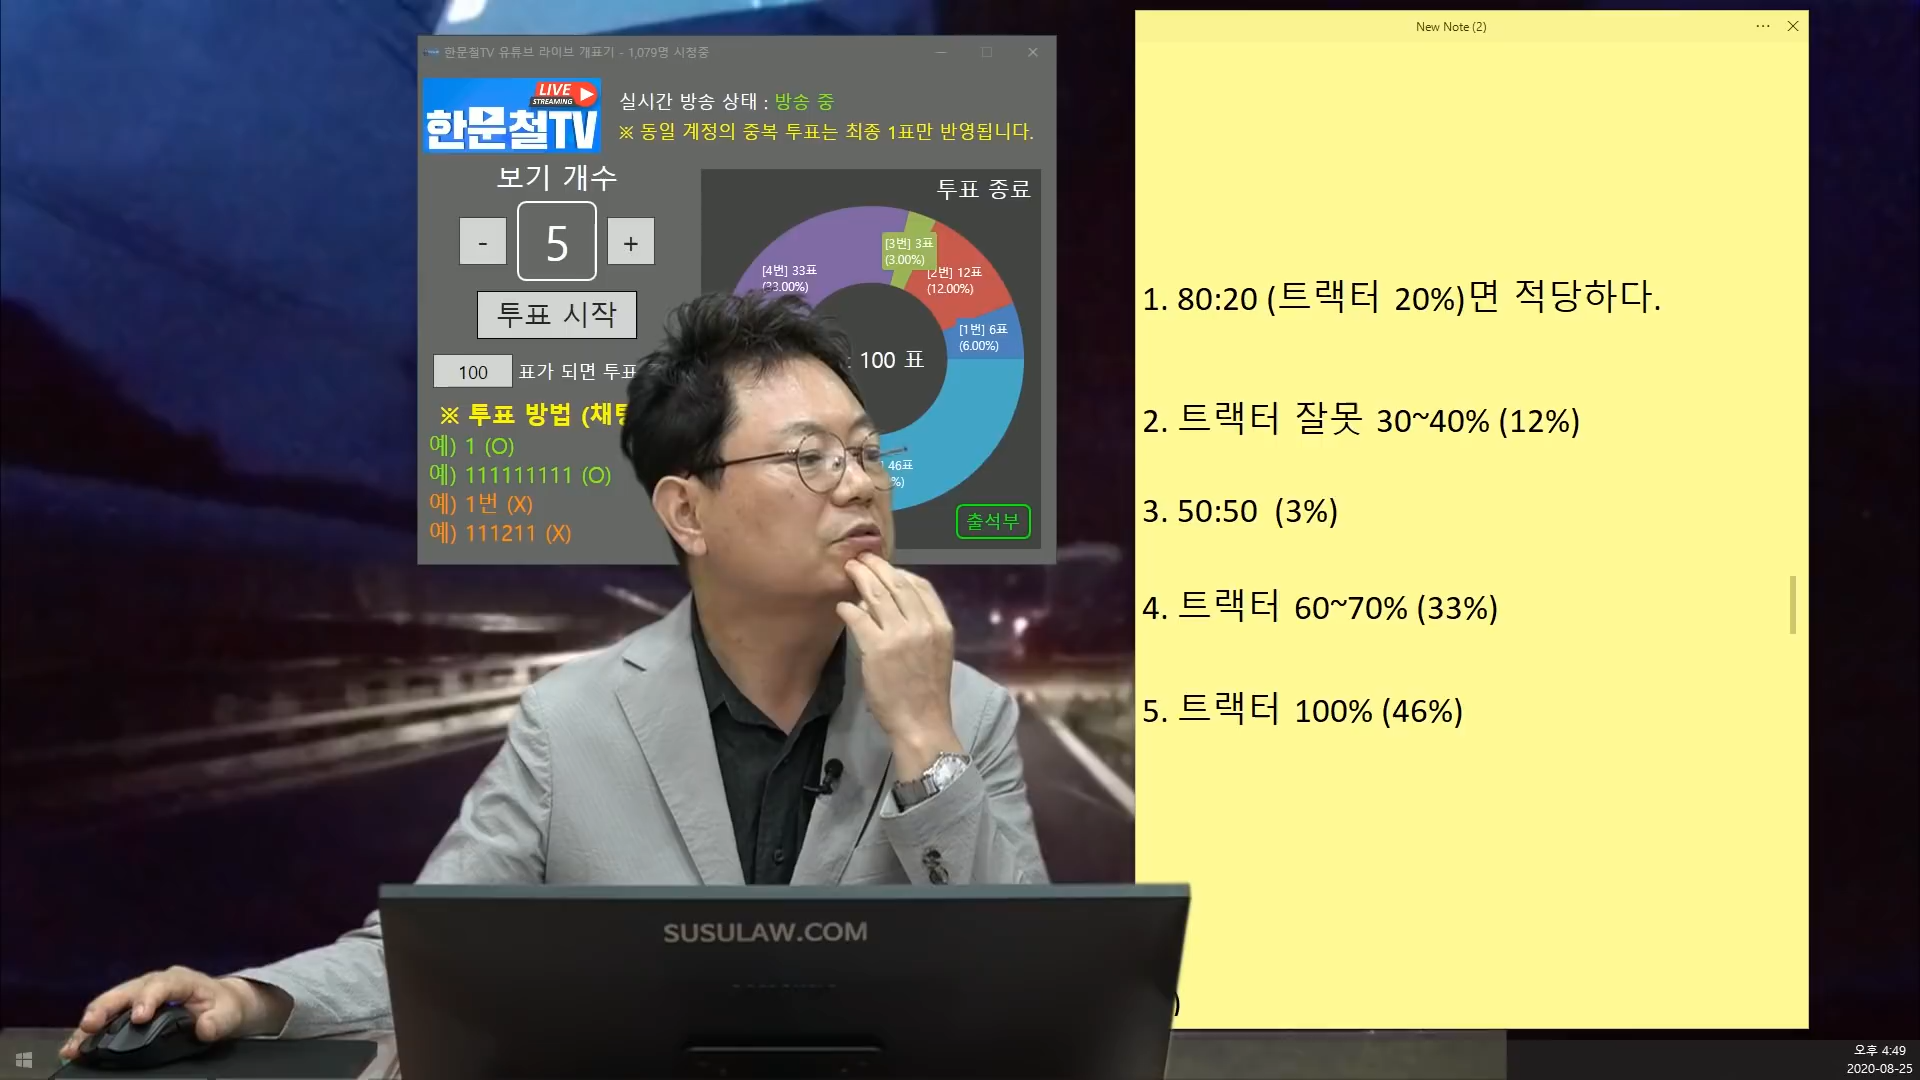 한문철TV 유튜브 라이브 개표기 - 1,079명 시청중
LIVE
STREAMING
한문철TV
실시간 방송 상태 : 방송 중
※ 동일 계정의 중복 투표는 최종 1표만 반영됩니다.
보기 개수
- 5 +
투표 시작
100 표가 되면 투표
※ 투표 방법 (채팅
예) 1 (O)
예) 111111111 (O)
예) 1번 (X)
예) 111211 (X)
투표 종료
[3번] 3표
(3.00%)
[4번] 33표
(33.00%)
[2번] 12표
(12.00%)
[1번] 6표
(6.00%)
: 100 표
46표
%)
출석부
New Note (2)
1. 80:20 (트랙터 20%)면 적당하다.
2. 트랙터 잘못 30~40% (12%)
3. 50:50 (3%)
4. 트랙터 60~70% (33%)
5. 트랙터 100% (46%)
)
SUSULAW.COM
오후 4:49
2020-08-25